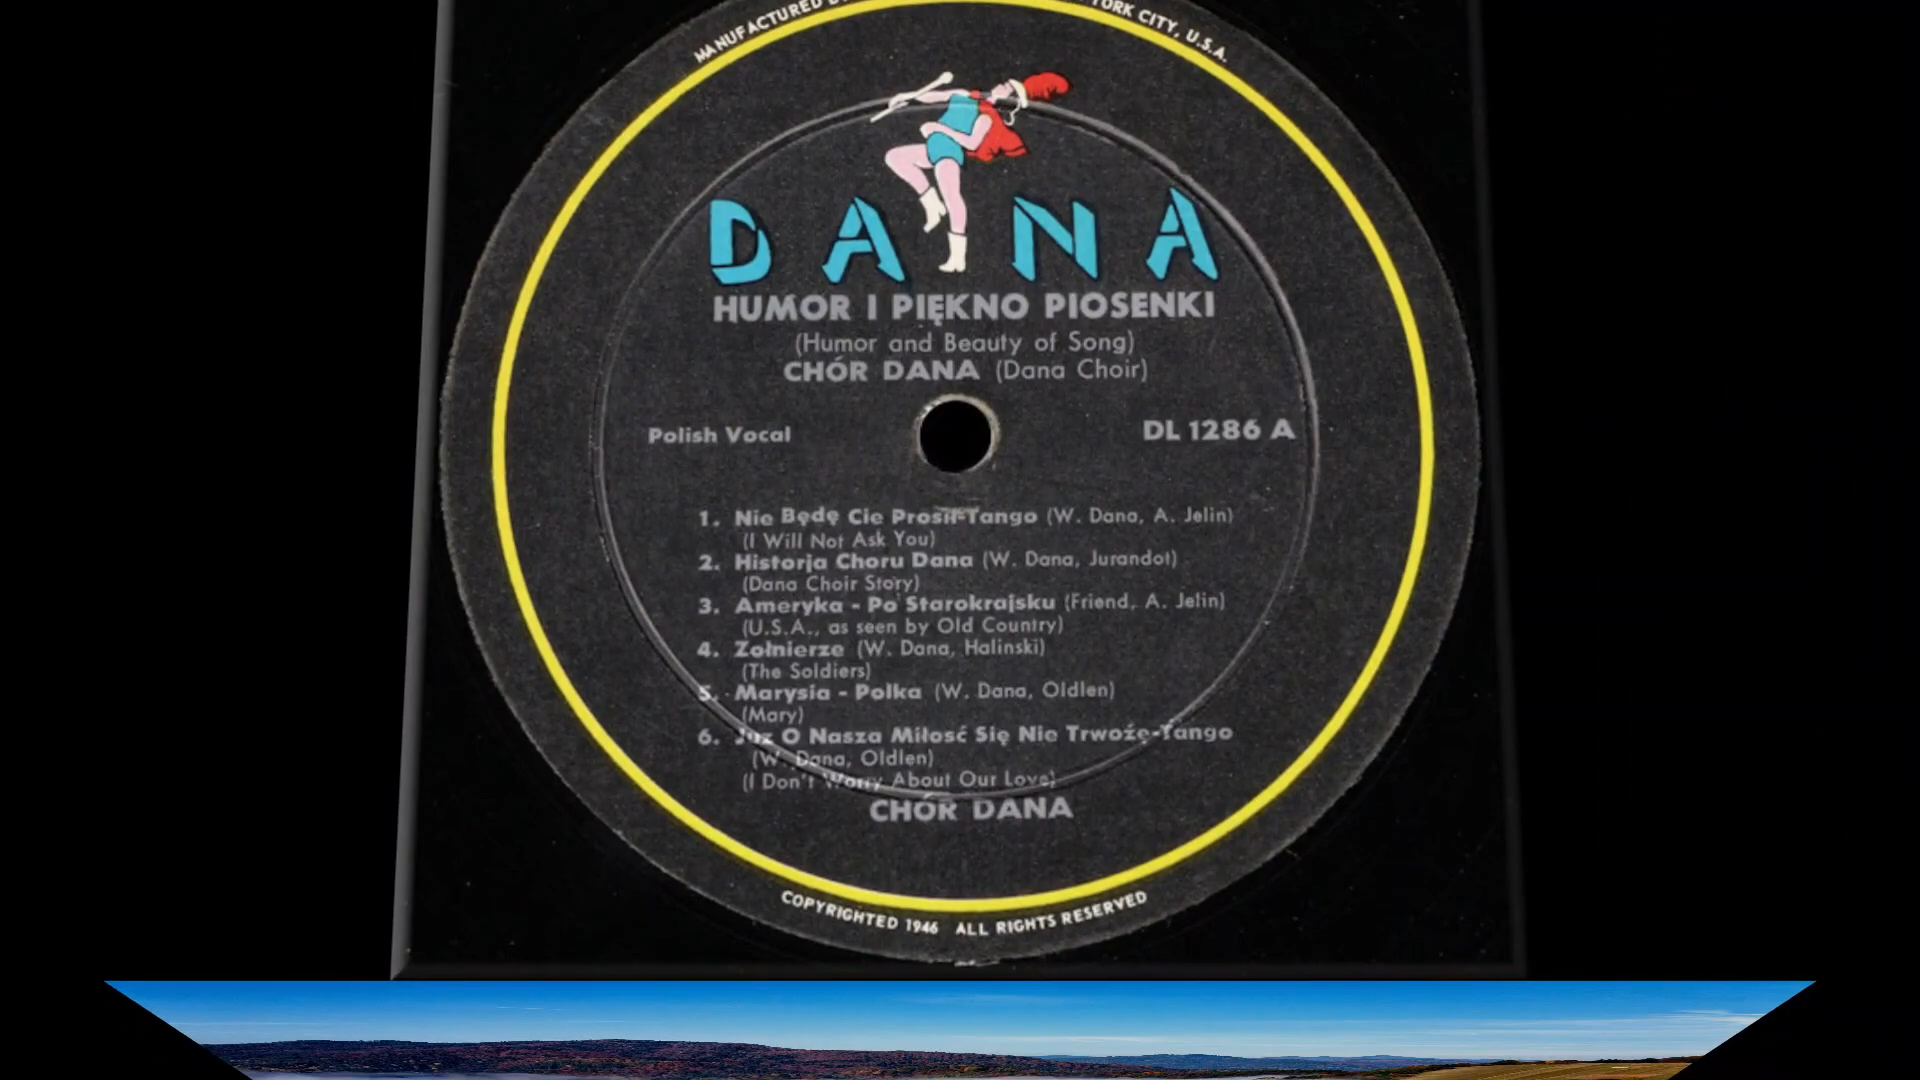 MANUFACTURED
YORK CITY, U.S.A.
DANA
HUMOR I PIĘKNO PIOSENKI
(Humor and Beauty of Song)
CHÓR DANA (Dana Choir)
Polish Vocal
DL 1286 A
1. Nie Będę Cie Prosił-Tango (W. Dana, A. Jelin)
(I Will Not Ask You)
2. Historja Choru Dana (W. Dana, Jurandot)
(Dana Choir Story)
3. Ameryka - Po Starokrajsku (Friend, A. Jelin)
(U.S.A., as seen by Old Country)
4. Zołnierze (W. Dana, Halinski)
(The Soldiers)
5. Marysia - Polka (W. Dana, Oldlen)
(Mary)
6. Juz O Nasza Miłość Się Nie Trwożę-Tango
(W. Dana, Oldlen)
(I Don't Worry About Our Love)
CHÓR DANA
COPYRIGHTED 1946 ALL RIGHTS RESERVED